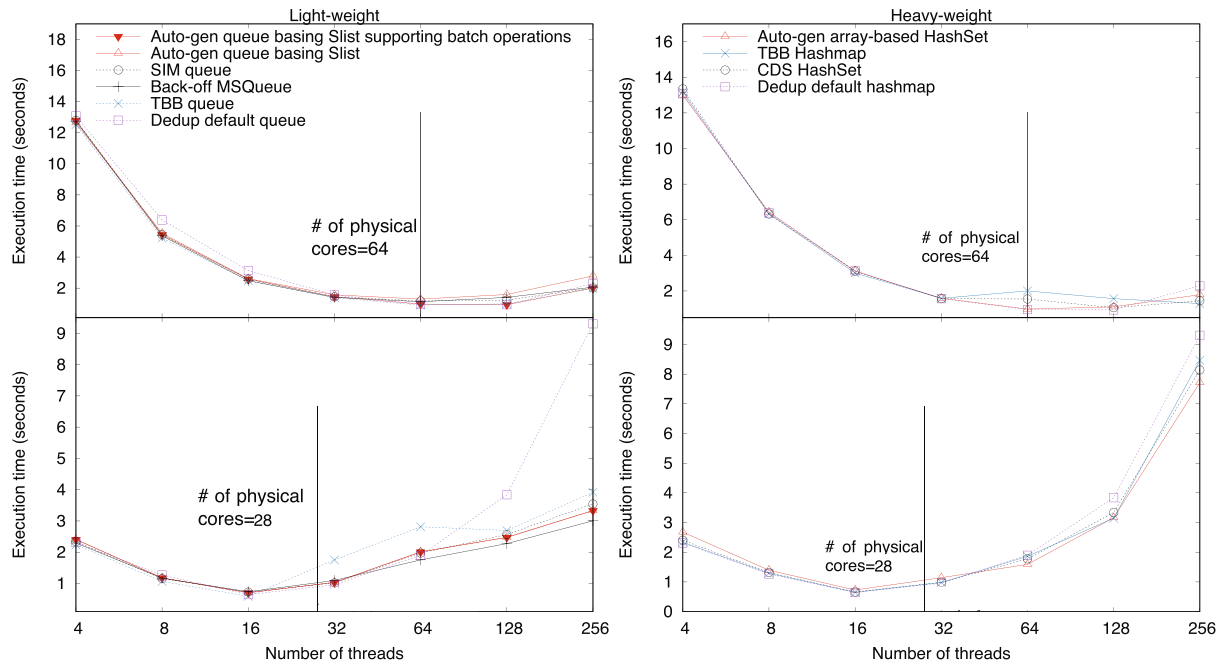 Light-weight
Auto-gen queue basing Slist supporting batch operations
Auto-gen queue basing Slist
SIM queue
Back-off MSQueue
TBB queue
Dedup default queue
Execution time (seconds)
18
16
14
12
10
8
6
4
2
# of physical
cores=64
Execution time (seconds)
9
8
7
6
5
4
3
2
1
# of physical
cores=28
4 8 16 32 64 128 256
Number of threads
Heavy-weight
Auto-gen array-based HashSet
TBB Hashmap
CDS HashSet
Dedup default hashmap
Execution time (seconds)
16
14
12
10
8
6
4
2
# of physical
cores=64
Execution time (seconds)
9
8
7
6
5
4
3
2
1
0
# of physical
cores=28
4 8 16 32 64 128 256
Number of threads